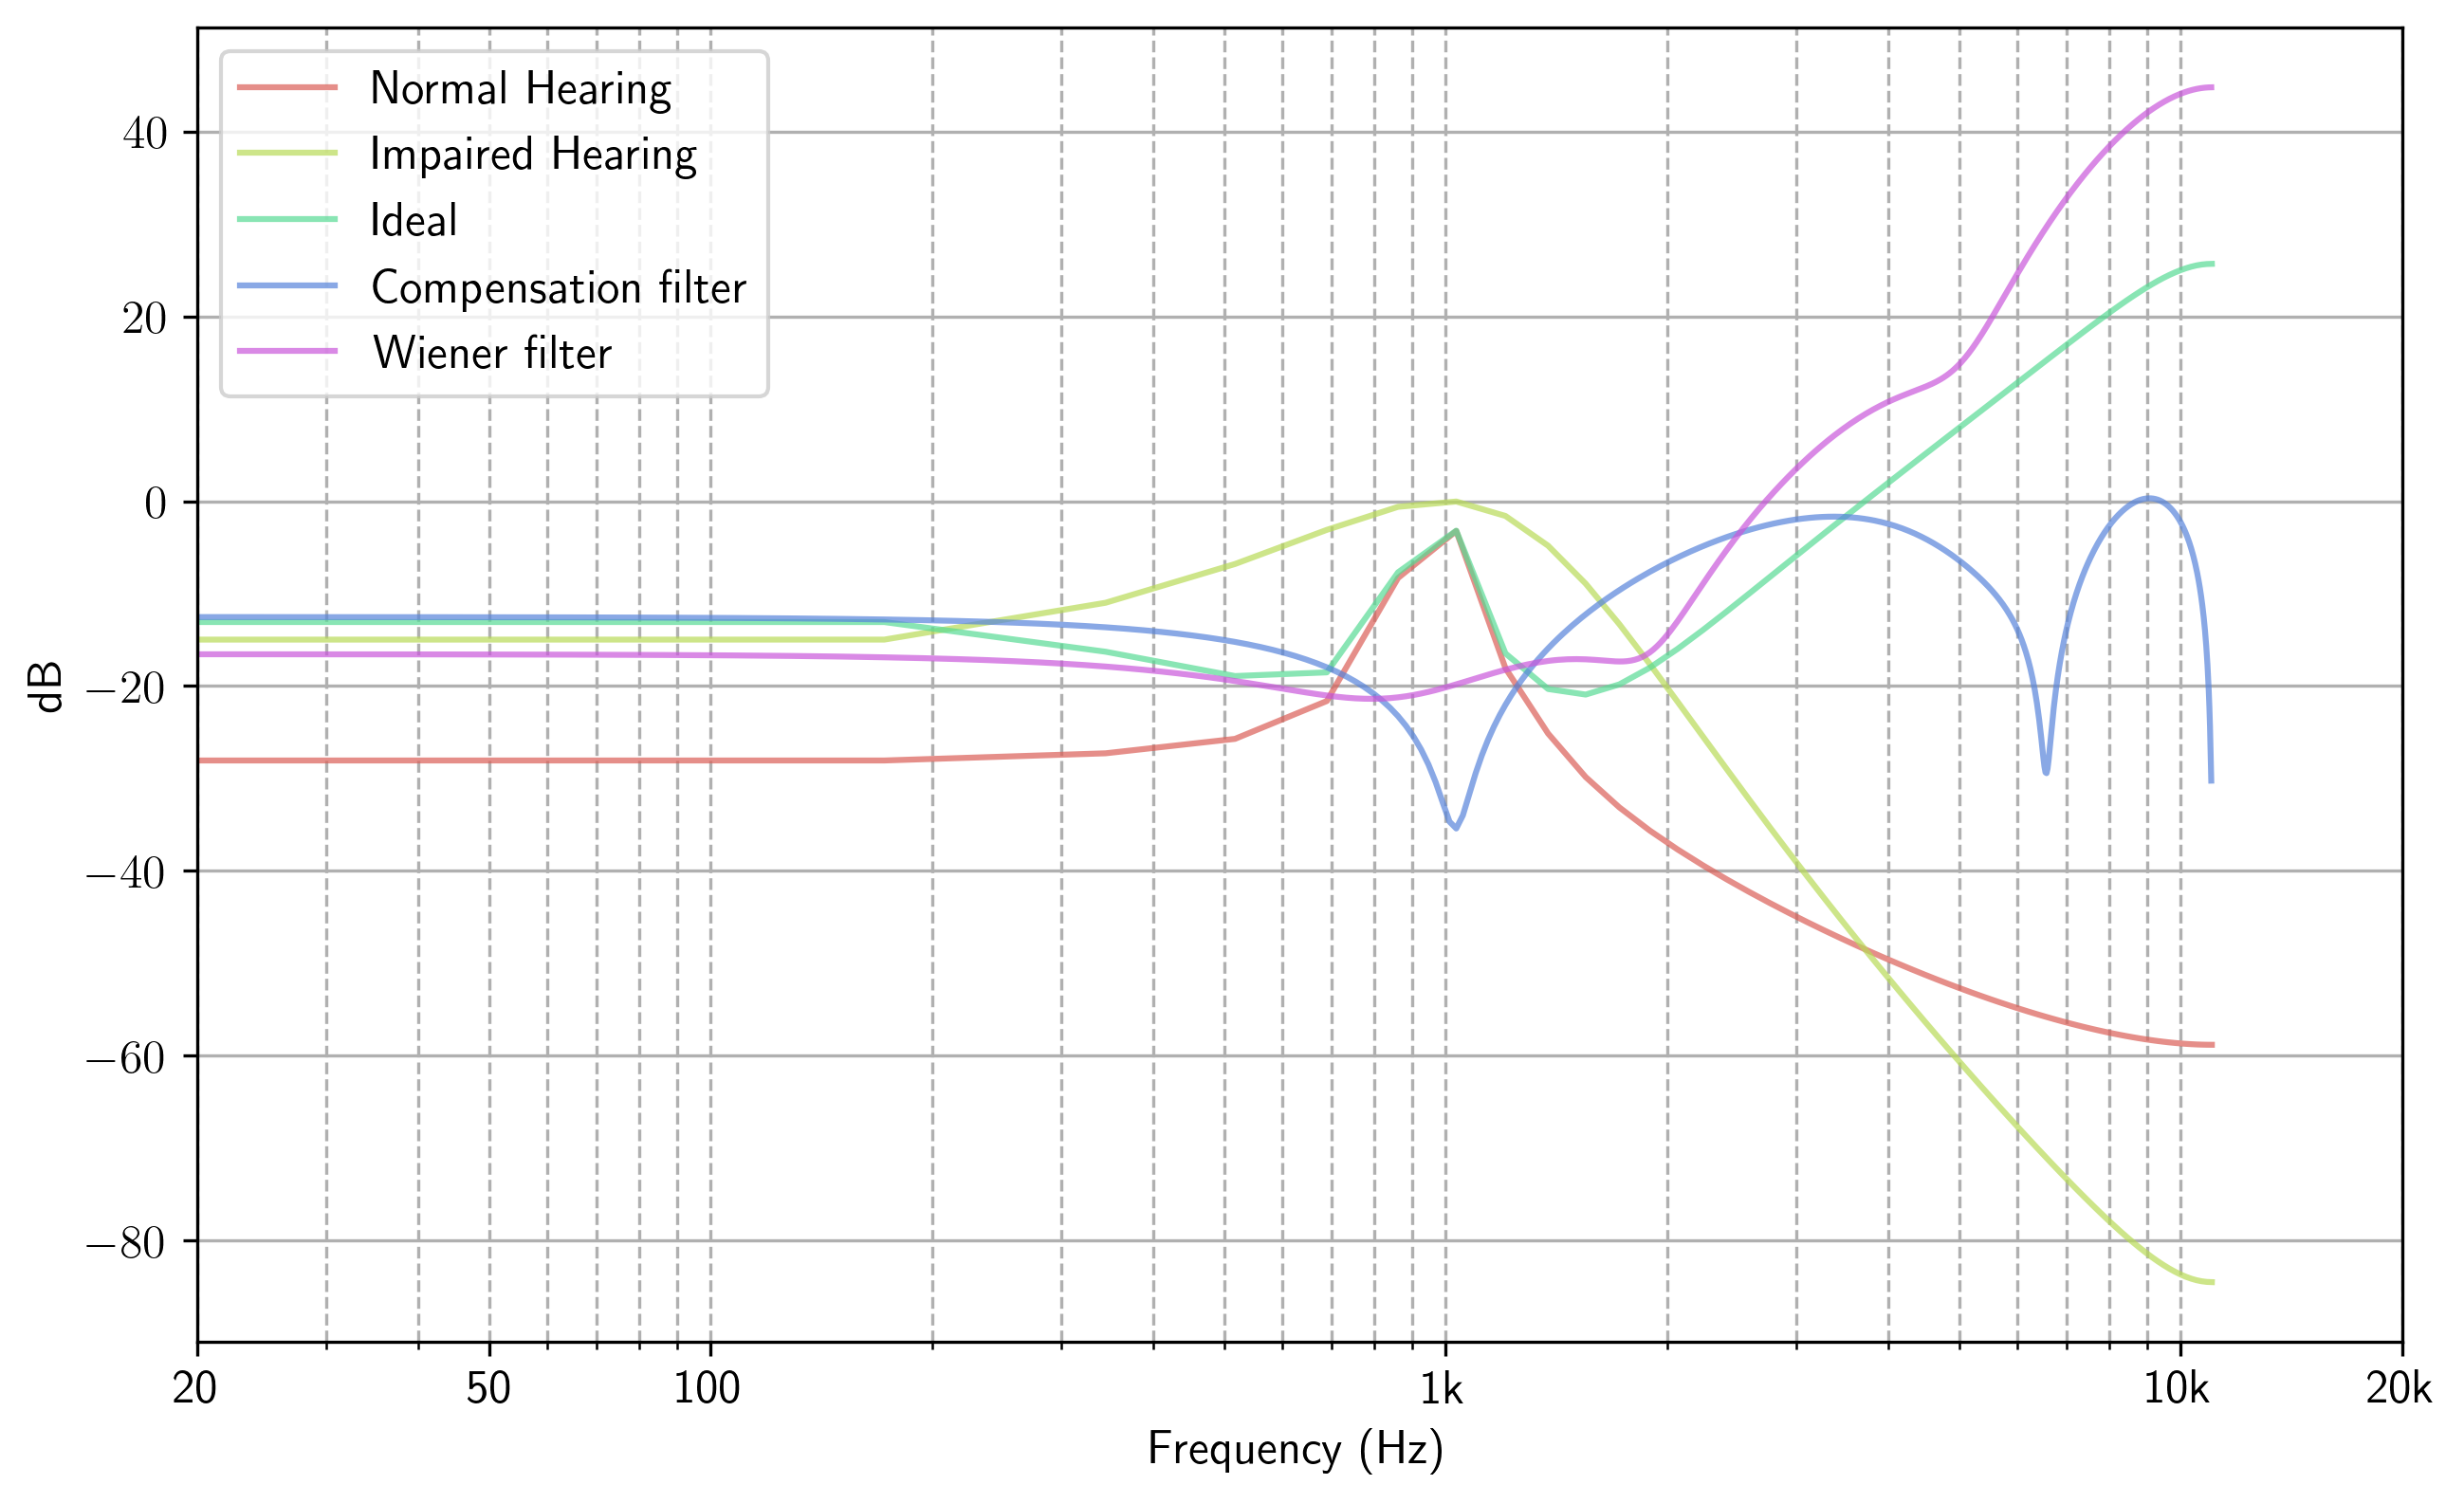 Normal Hearing
Impaired Hearing
Ideal
Compensation filter
Wiener filter
40
20
0
−20
−40
−60
−80
dB
20 50 100 1k 10k 20k
Frequency (Hz)